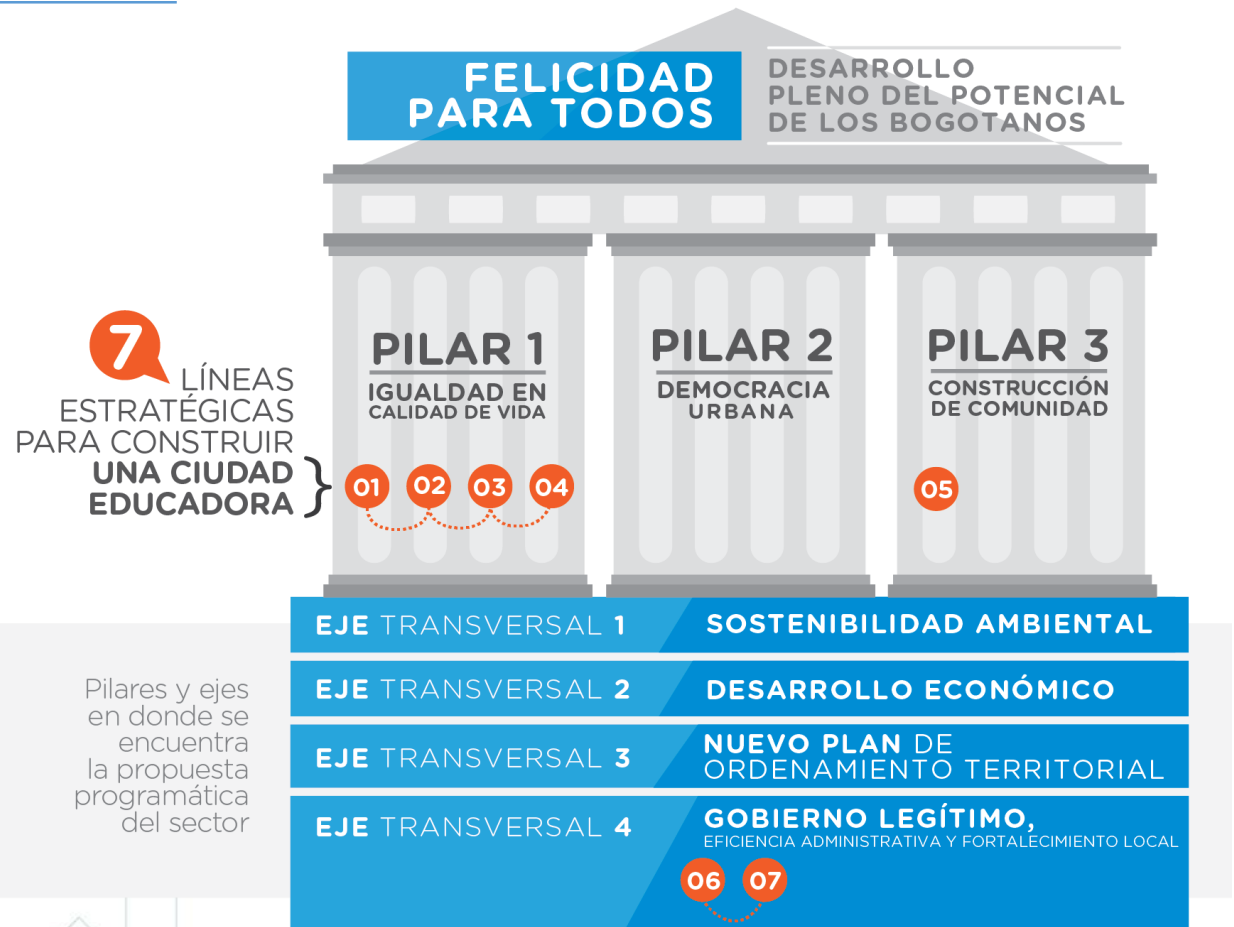 FELICIDAD
PARA TODOS
DESARROLLO
PLENO DEL POTENCIAL
DE LOS BOGOTANOS
7
LÍNEAS
ESTRATÉGICAS
PARA CONSTRUIR
UNA CIUDAD
EDUCADORA
PILAR 1
IGUALDAD EN
CALIDAD DE VIDA
01 02 03 04
PILAR 2
DEMOCRACIA
URBANA
PILAR 3
CONSTRUCCIÓN
DE COMUNIDAD
05
Pilares y ejes
en donde se
encuentra
la propuesta
programática
del sector
EJE TRANSVERSAL 1
SOSTENIBILIDAD AMBIENTAL
EJE TRANSVERSAL 2
DESARROLLO ECONÓMICO
EJE TRANSVERSAL 3
NUEVO PLAN DE
ORDENAMIENTO TERRITORIAL
EJE TRANSVERSAL 4
GOBIERNO LEGÍTIMO,
EFICIENCIA ADMINISTRATIVA Y FORTALECIMIENTO LOCAL
06 07